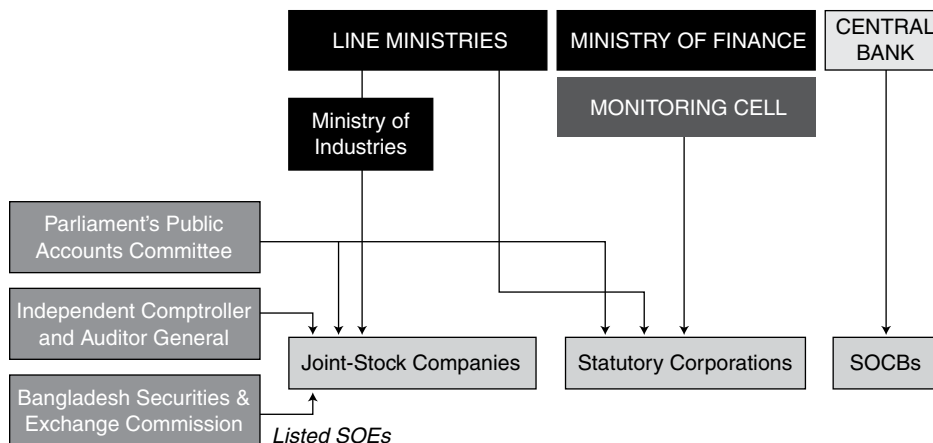 LINE MINISTRIES
MINISTRY OF FINANCE
CENTRAL
BANK
MONITORING CELL
Ministry of
Industries
Parliament's Public
Accounts Committee
Independent Comptroller
and Auditor General
Joint-Stock Companies
Statutory Corporations
SOCBs
Bangladesh Securities &
Exchange Commission
Listed SOEs